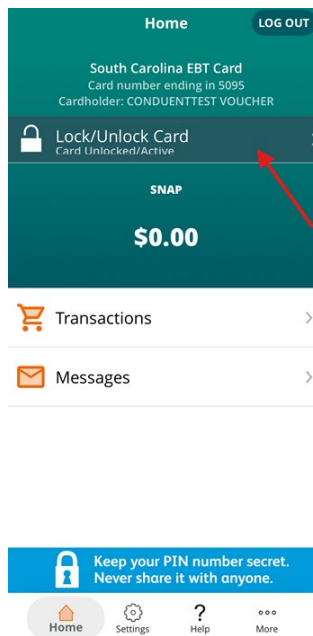 Home
LOG OUT
South Carolina EBT Card
Card number ending in 5095
Cardholder: CONDUENTTEST VOUCHER
Lock/Unlock Card
Card Unlocked/Active
SNAP
$0.00
Transactions
Messages
Keep your PIN number secret.
Never share it with anyone.
Home
Settings
Help
More